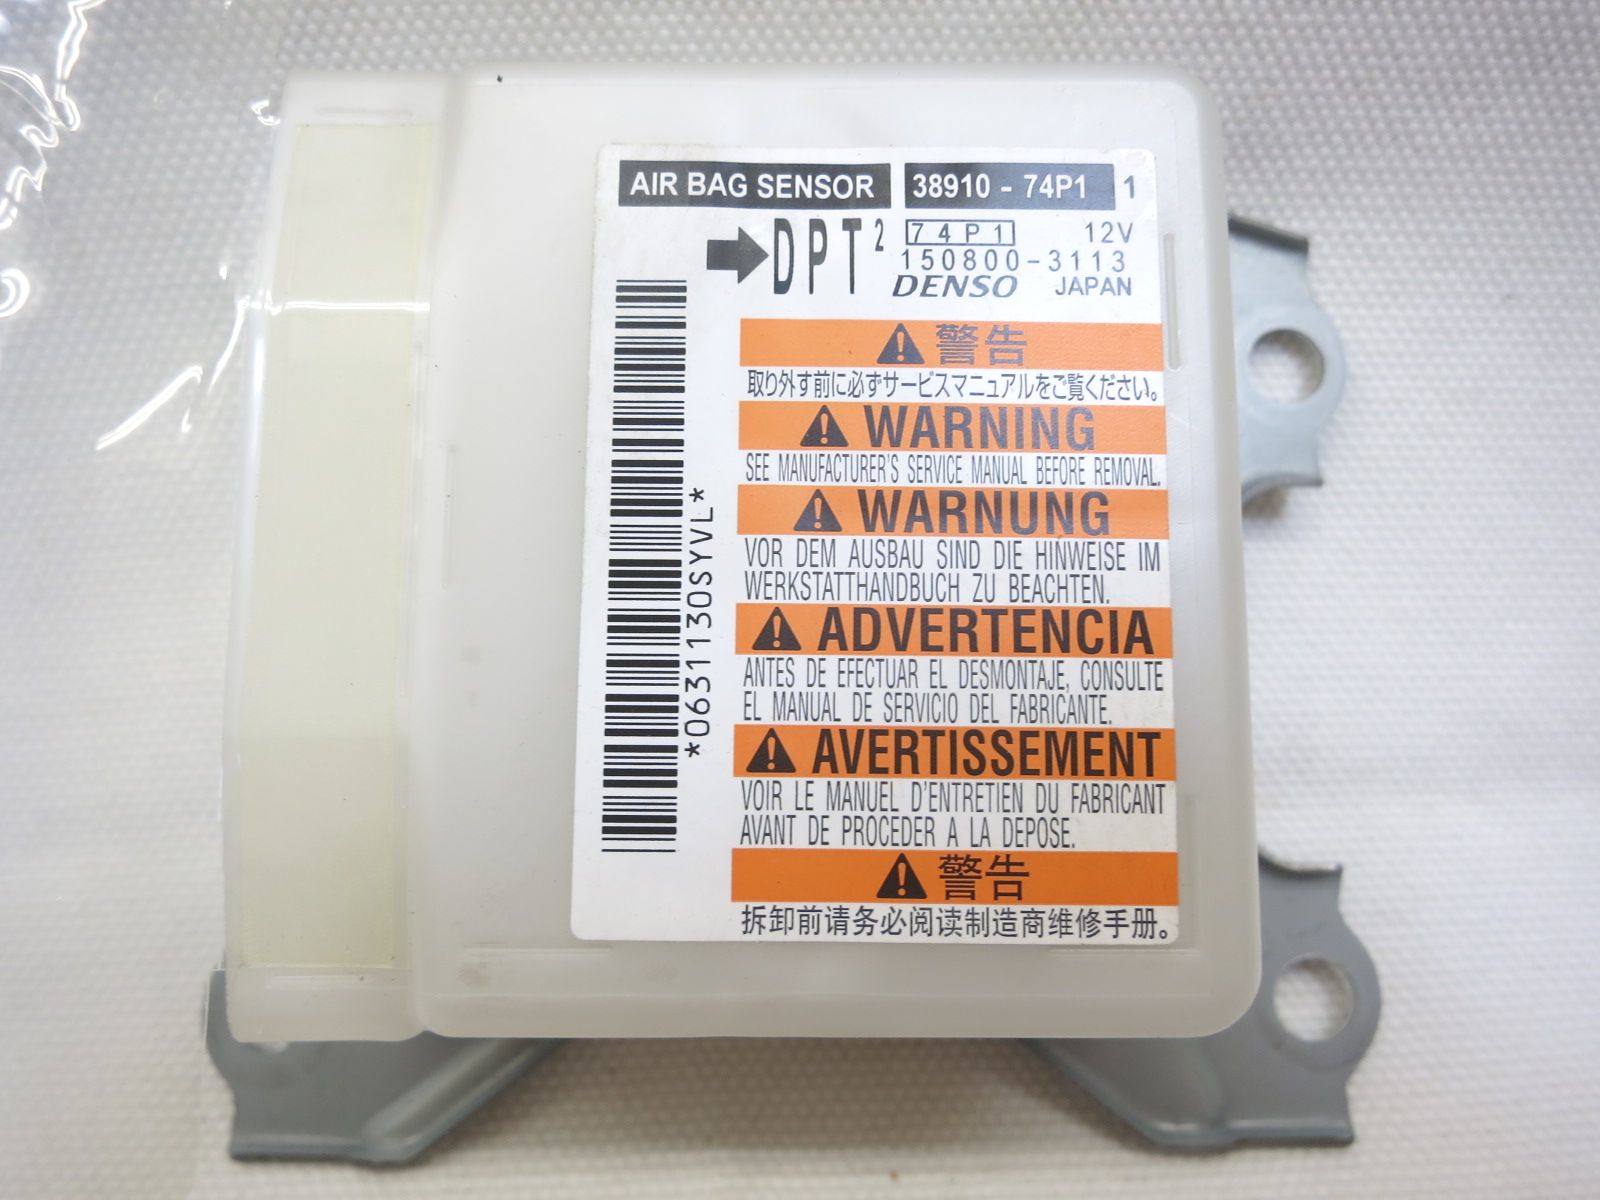 AIR BAG SENSOR 38910 - 74P1 1
DPT2 74P1 12V
150800-3113
DENSO JAPAN
警告
取り外す前に必ずサービスマニュアルをご覧ください。
WARNING
SEE MANUFACTURER'S SERVICE MANUAL BEFORE REMOVAL.
WARNUNG
VOR DEM AUSBAU SIND DIE HINWEISE IM
WERKSTATTHANDBUCH ZU BEACHTEN.
ADVERTENCIA
ANTES DE EFECTUAR EL DESMONTAJE, CONSULTE
EL MANUAL DE SERVICIO DEL FABRICANTE.
AVERTISSEMENT
VOIR LE MANUEL D'ENTRETIEN DU FABRICANT
AVANT DE PROCEDER A LA DEPOSE.
警告
拆卸前请务必阅读制造商维修手册。
*0631130SYVL*